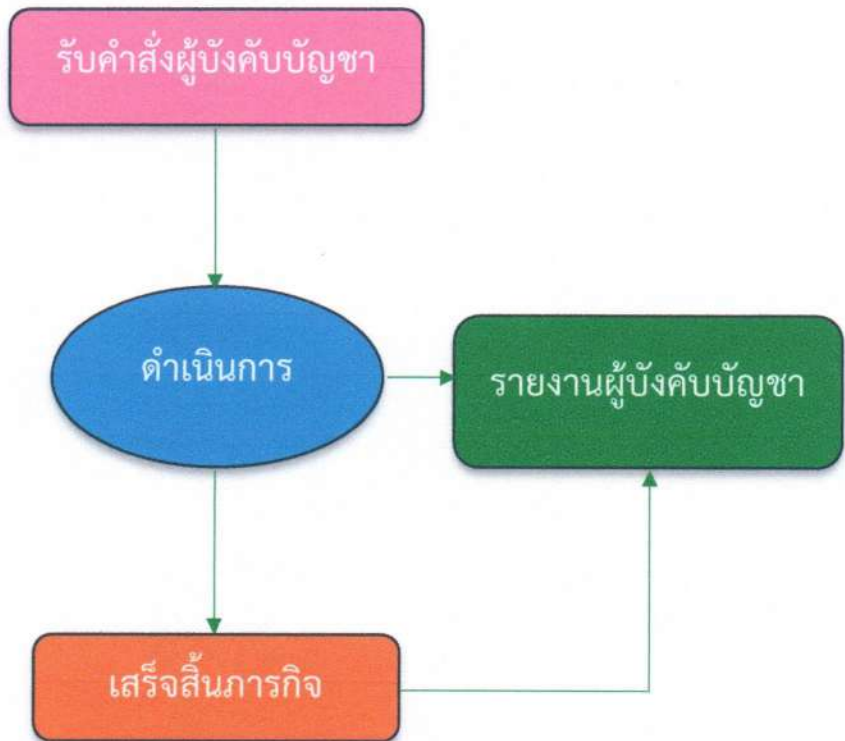 รับคำสั่งผู้บังคับบัญชา
ดำเนินการ
รายงานผู้บังคับบัญชา
เสร็จสิ้นภารกิจ